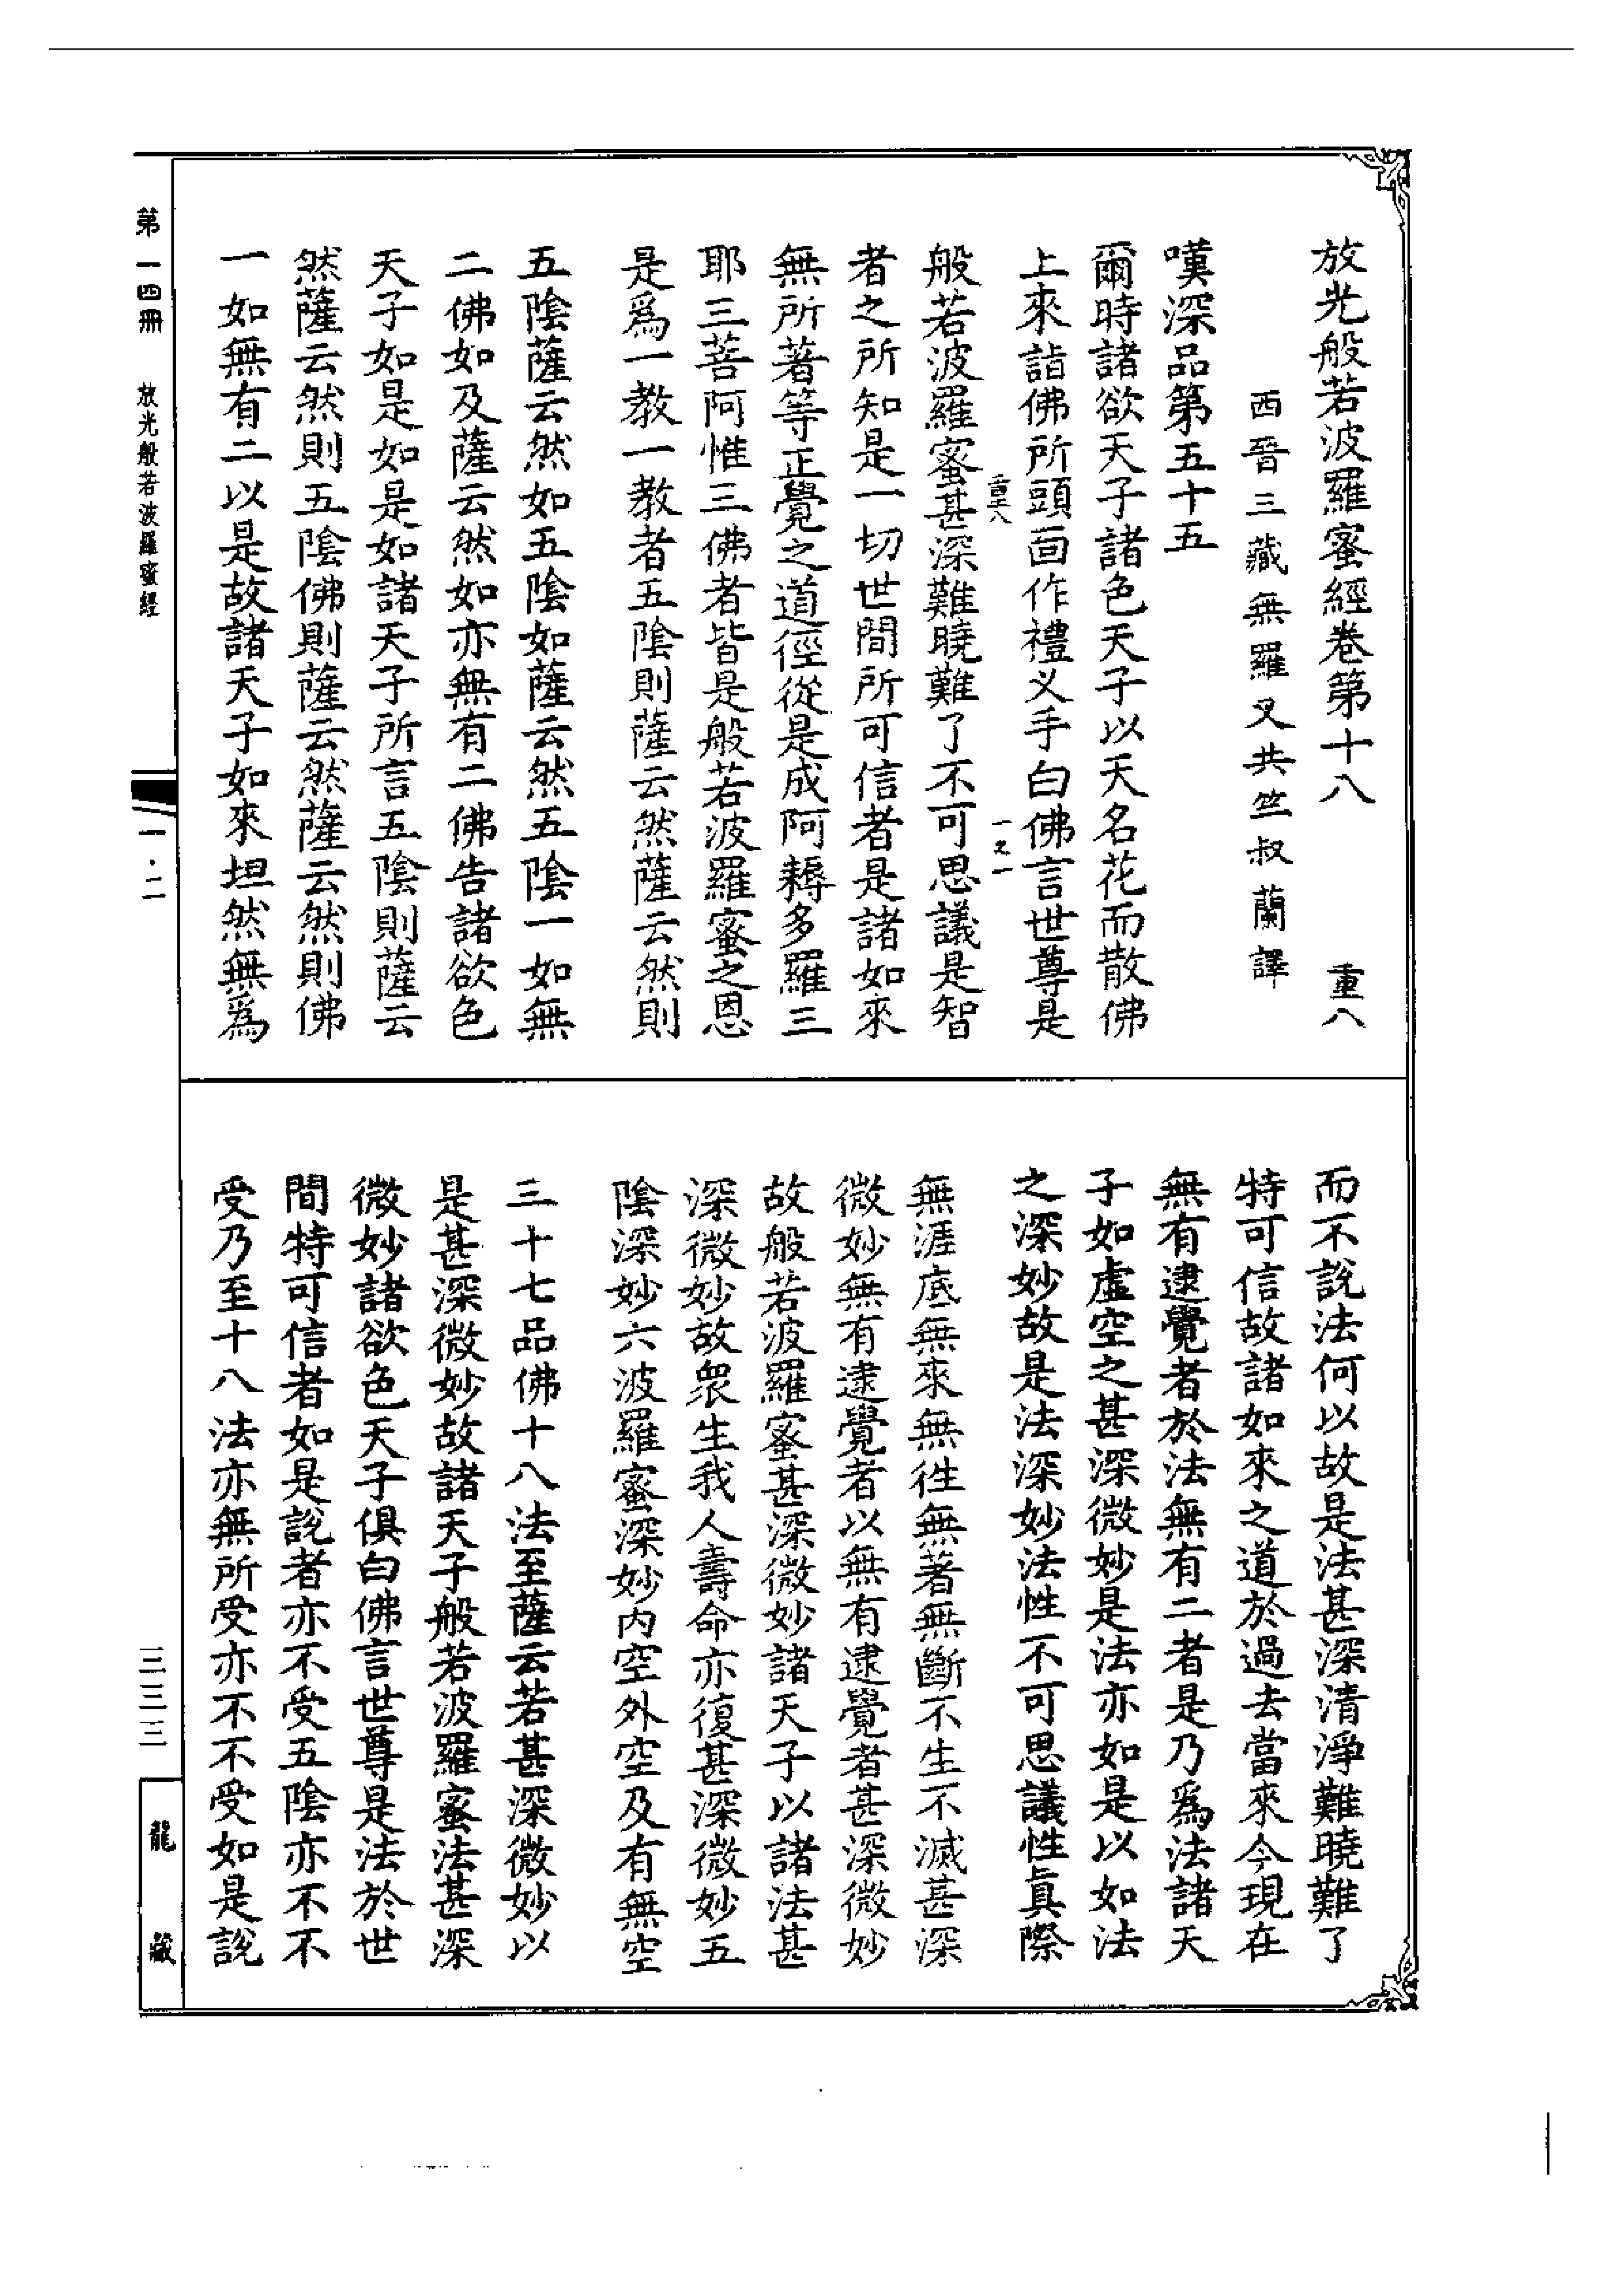 放光般若波羅蜜經卷第十八　重八
西晉三藏無羅叉共竺叔蘭譯
嘆深品第五十五
爾時諸欲天子諸色天子以天名花而散佛
上來詣佛所頭面作禮义手白佛言世尊是
重八　一之一
般若波羅蜜甚深難曉難了不可思議是智
者之所知是一切世間所可信者是諸如來
無所著等正覺之道徑從是成阿耨多羅三
耶三菩阿惟三佛者皆是般若波羅蜜之恩
是爲一教一教者五陰則薩云然薩云然則
五陰薩云然如五陰如薩云然五陰一如無
二佛如及薩云然如亦無有二佛告諸欲色
天子如是如是如諸天子所言五陰則薩云
然薩云然則五陰佛則薩云然薩云然則佛
一如無有二以是故諸天子如來坦然無爲
而不說法何以故是法甚深清淨難曉難了
特可信故諸如來之道於過去當來今現在
無有逮覺者於法無有二者是乃爲法諸天
子如虛空之甚深微妙是法亦如是以如法
之深妙故是法深妙法性不可思議性真際
無涯底無來無徃無著無斷不生不滅甚深
微妙無有逮覺者以無有逮覺者甚深微妙
故般若波羅蜜甚深微妙諸天子以諸法甚
深微妙故衆生我人壽命亦復甚深微妙五
陰深妙六波羅蜜深妙内空外空及有無空
三十七品佛十八法至薩云若甚深微妙以
是甚深微妙故諸天子般若波羅蜜法甚深
微妙諸欲色天子俱白佛言世尊是法於世
間特可信者如是説者亦不受五陰亦不不
受乃至十八法亦無所受亦不不受如是說
第一四冊　放光般若波羅蜜經
一·二
三三三
龍藏